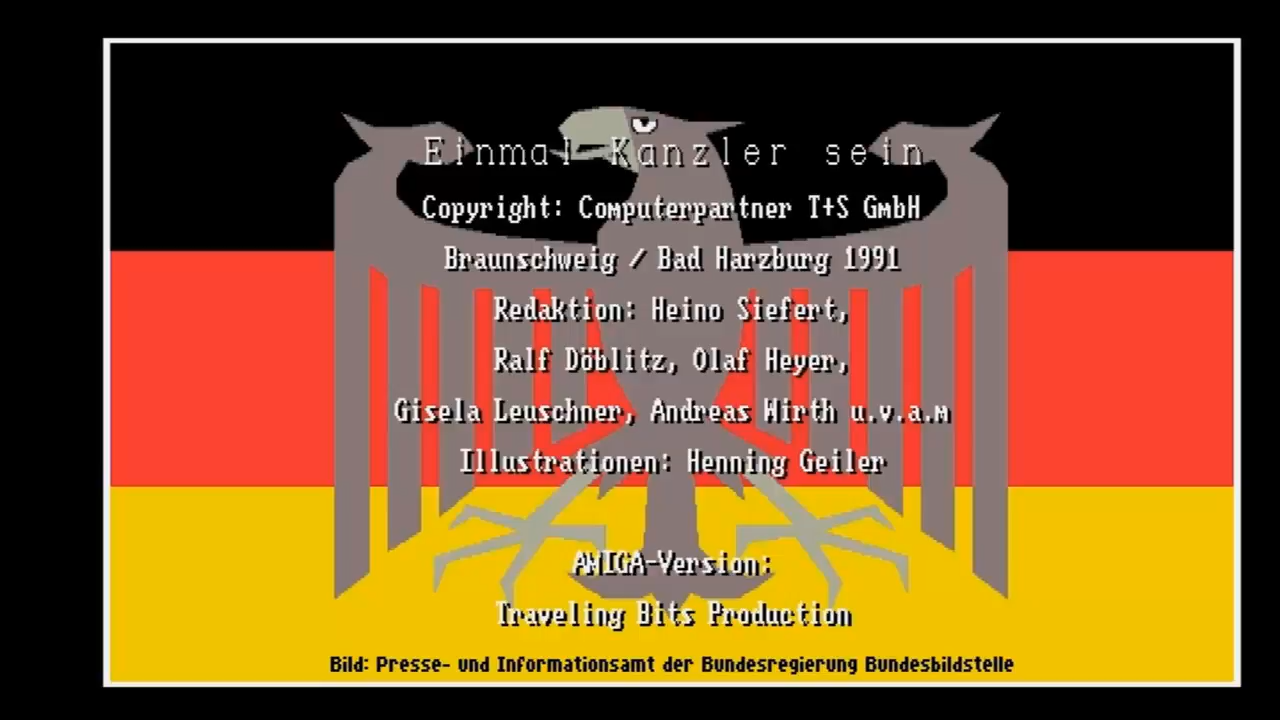 Einmal Kanzler sein
Copyright: Computerpartner T+S GmbH
Braunschweig / Bad Harzburg 1991
Redaktion: Heino Siefert,
Ralf Döblitz, Olaf Heyer,
Gisela Leuschner, Andreas Wirth u.v.a.m
Illustrationen: Henning Geiler
AMIGA-Version:
Traveling Bits Production
Bild: Presse- und Informationsamt der Bundesregierung Bundesbildstelle